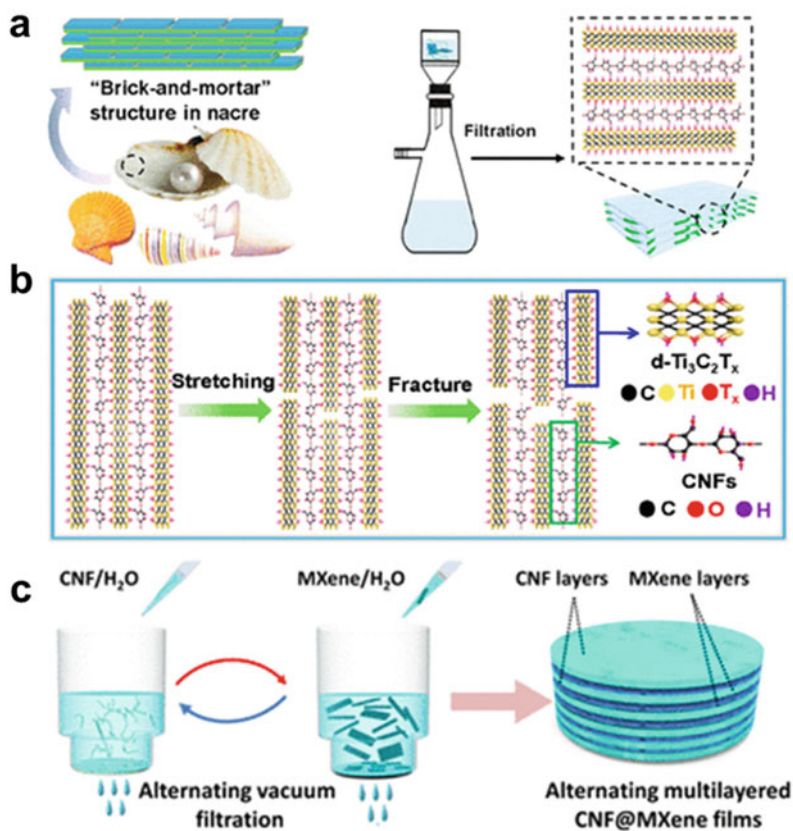 a
"Brick-and-mortar"
structure in nacre
Filtration
b
Stretching
Fracture
d-Ti₃C₂Tₓ
C Ti Tₓ H
CNFs
C O H
c
CNF/H₂O
MXene/H₂O
CNF layers
MXene layers
Alternating vacuum
filtration
Alternating multilayered
CNF@MXene films